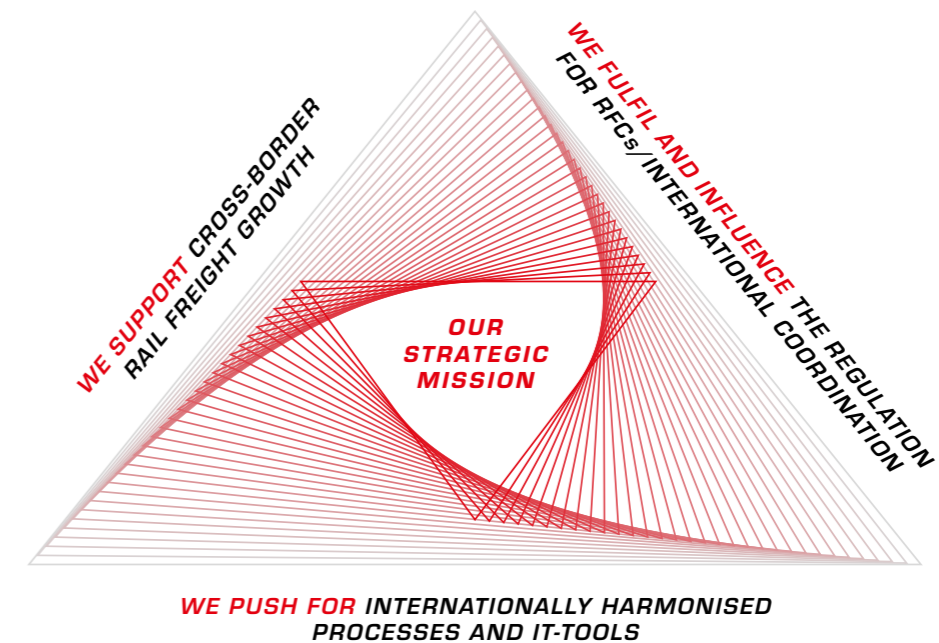 WE SUPPORT CROSS-BORDER
RAIL FREIGHT GROWTH
WE FULFIL AND INFLUENCE THE REGULATION
FOR RFCs/INTERNATIONAL COORDINATION
OUR
STRATEGIC
MISSION
WE PUSH FOR INTERNATIONALLY HARMONISED
PROCESSES AND IT-TOOLS